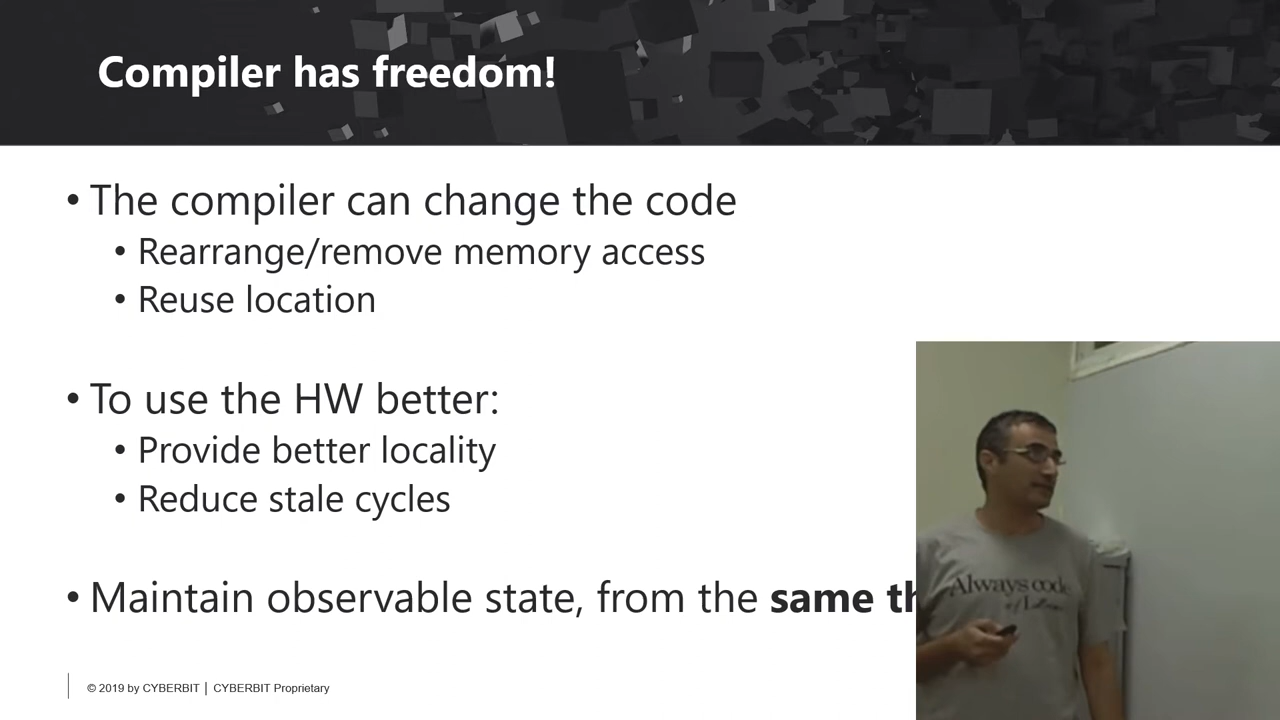 Compiler has freedom!
• The compiler can change the code
• Rearrange/remove memory access
• Reuse location
• To use the HW better:
• Provide better locality
• Reduce stale cycles
• Maintain observable state, from the same th
Always code
© 2019 by CYBERBIT | CYBERBIT Proprietary